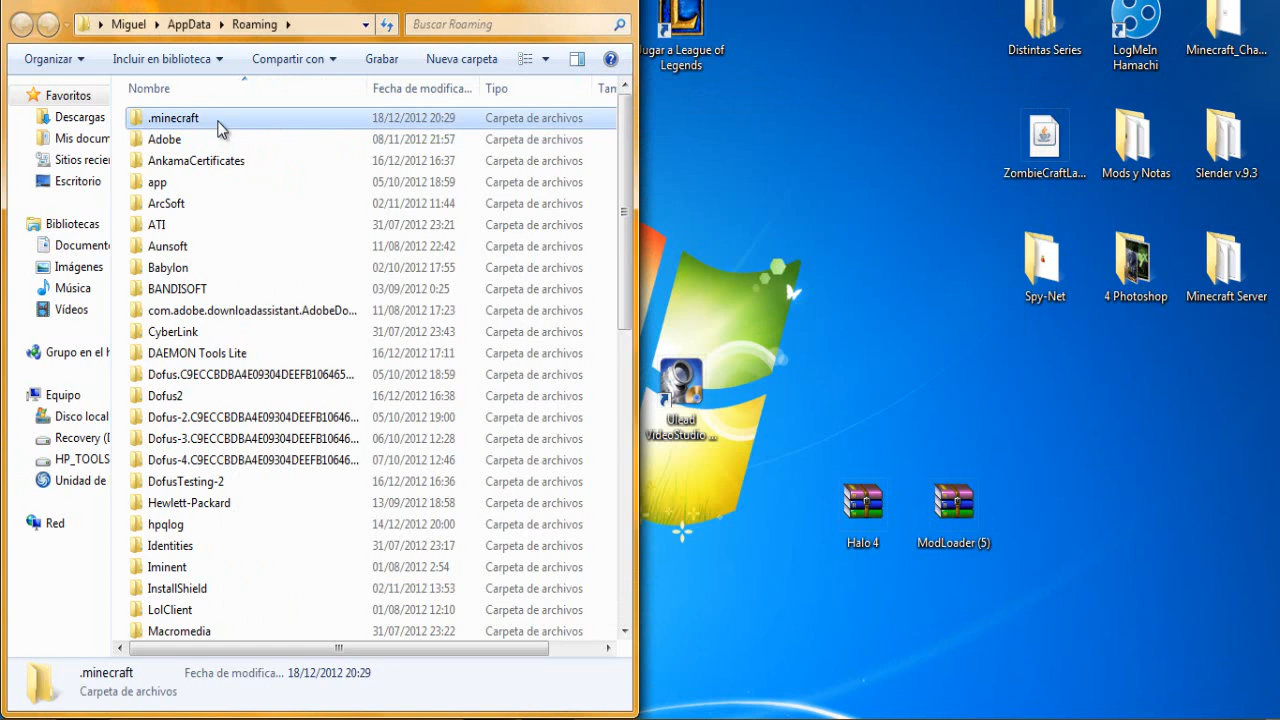 Miguel
AppData
Roaming
Buscar Roaming
Organizar
Incluir en biblioteca
Compartir con
Grabar
Nueva carpeta
Nombre
Fecha de modifica...
Tipo
Tan
Favoritos
Descargas
Mis docum
Sitios recier
Escritorio
Bibliotecas
Documento
Imágenes
Música
Vídeos
Grupo en el h
Equipo
Disco local
Recovery (
HP_TOOLS
Unidad de
Red
.minecraft 18/12/2012 20:29 Carpeta de archivos
Adobe 08/11/2012 21:57 Carpeta de archivos
AnkamaCertificates 16/12/2012 16:37 Carpeta de archivos
app 05/10/2012 18:59 Carpeta de archivos
ArcSoft 02/11/2012 11:44 Carpeta de archivos
ATI 31/07/2012 23:21 Carpeta de archivos
Aunsoft 11/08/2012 22:42 Carpeta de archivos
Babylon 02/10/2012 17:55 Carpeta de archivos
BANDISOFT 03/09/2012 0:25 Carpeta de archivos
com.adobe.downloadassistant.AdobeDo... 11/08/2012 17:23 Carpeta de archivos
CyberLink 31/07/2012 23:43 Carpeta de archivos
DAEMON Tools Lite 16/12/2012 17:11 Carpeta de archivos
Dofus.C9ECCBDBA4E09304DEEFB106465... 05/10/2012 18:59 Carpeta de archivos
Dofus2 16/12/2012 16:38 Carpeta de archivos
Dofus-2.C9ECCBDBA4E09304DEEFB10646... 05/10/2012 19:00 Carpeta de archivos
Dofus-3.C9ECCBDBA4E09304DEEFB10646... 06/10/2012 12:28 Carpeta de archivos
Dofus-4.C9ECCBDBA4E09304DEEFB10646... 07/10/2012 12:46 Carpeta de archivos
DofusTesting-2 16/12/2012 16:36 Carpeta de archivos
Hewlett-Packard 13/09/2012 18:58 Carpeta de archivos
hpqlog 14/12/2012 20:00 Carpeta de archivos
Identities 31/07/2012 23:17 Carpeta de archivos
Iminent 01/08/2012 2:54 Carpeta de archivos
InstallShield 02/11/2012 13:53 Carpeta de archivos
LolClient 01/08/2012 12:10 Carpeta de archivos
Macromedia 31/07/2012 23:22 Carpeta de archivos
.minecraft
Fecha de modifica... 18/12/2012 20:29
Carpeta de archivos
Jugar a League of
Legends
Distintas Series
LogMeIn
Hamachi
Minecraft_Cha...
ZombieCraftLa...
Mods y Notas
Slender v.9.3
Spy-Net
4 Photoshop
Minecraft Server
Ulead
VideoStudio ...
Halo 4
ModLoader (5)